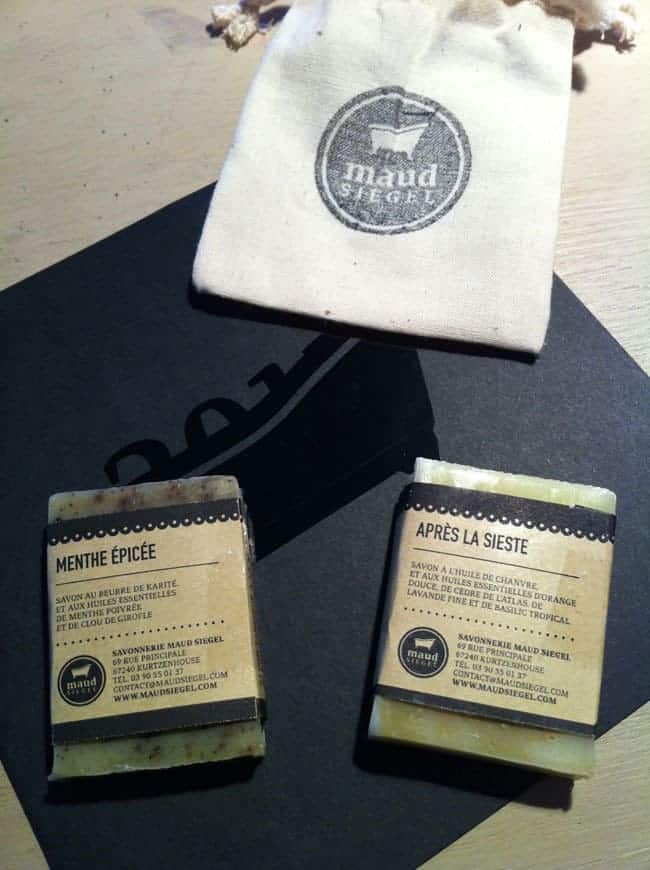 maud
SIEGEL
MENTHE ÉPICÉE
SAVON AU BEURRE DE KARITÉ,
ET AUX HUILES ESSENTIELLES
DE MENTHE POIVRÉE
ET DE CLOU DE GIROFLE
maud
SIEGEL
SAVONNERIE MAUD SIEGEL
69 RUE PRINCIPALE
67240 KURTZENHOUSE
TÉL. 03 90 55 01 37
CONTACT@MAUDSIEGEL.COM
WWW.MAUDSIEGEL.COM
APRÈS LA SIESTE
SAVON A L'HUILE DE CHANVRE,
ET AUX HUILES ESSENTIELLES D'ORANGE
DOUCE, DE CÈDRE DE L'ATLAS, DE
LAVANDE FINE ET DE BASILIC TROPICAL
maud
SIEGEL
SAVONNERIE MAUD SIEGEL
69 RUE PRINCIPALE
67240 KURTZENHOUSE
TÉL. 03 90 55 01 37
CONTACT@MAUDSIEGEL.COM
WWW.MAUDSIEGEL.COM